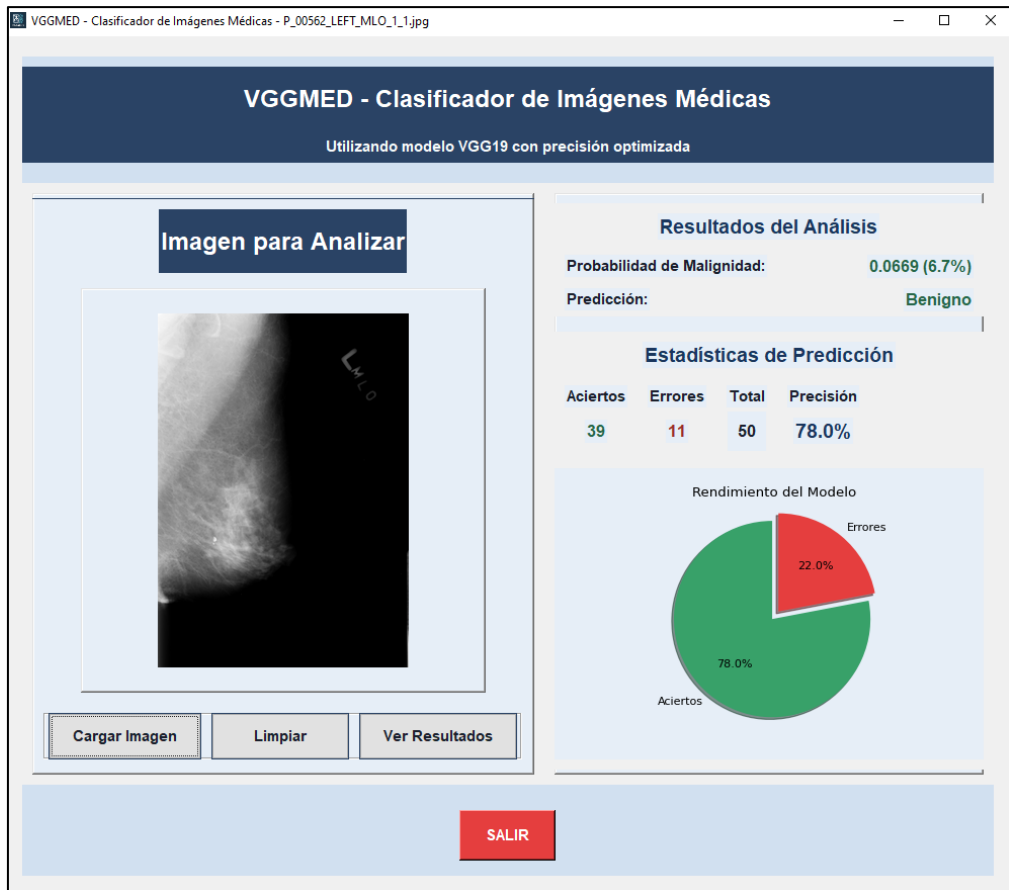 VGGMED - Clasificador de Imágenes Médicas - P_00562_LEFT_MLO_1_1.jpg
VGGMED - Clasificador de Imágenes Médicas
Utilizando modelo VGG19 con precisión optimizada
Imagen para Analizar
L MLO
Cargar Imagen
Limpiar
Ver Resultados
Resultados del Análisis
Probabilidad de Malignidad: 0.0669 (6.7%)
Predicción: Benigno
Estadísticas de Predicción
Aciertos Errores Total Precisión
39 11 50 78.0%
Rendimiento del Modelo
Errores
22.0%
78.0%
Aciertos
SALIR